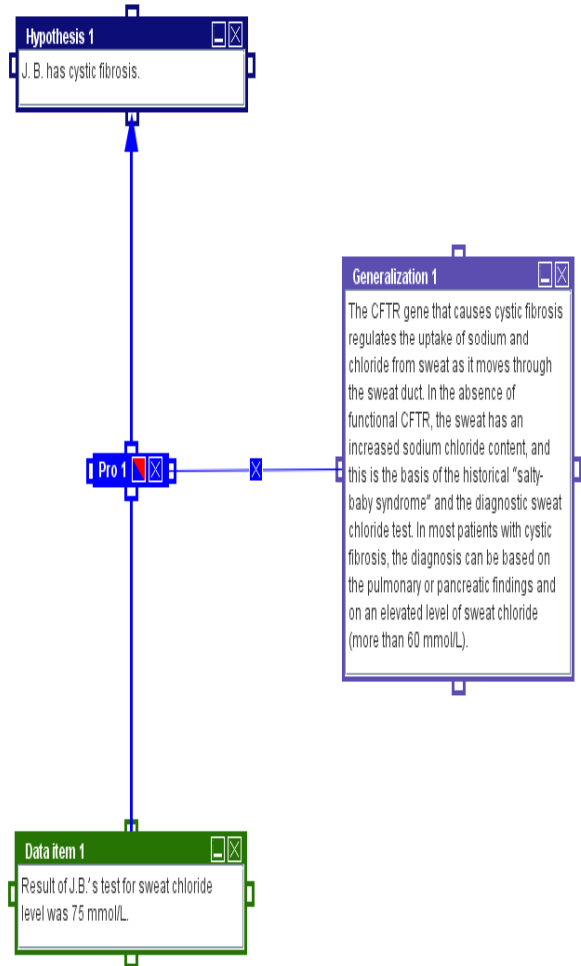 Hypothesis 1
J. B. has cystic fibrosis.
Generalization 1
The CFTR gene that causes cystic fibrosis
regulates the uptake of sodium and
chloride from sweat as it moves through
the sweat duct. In the absence of
functional CFTR, the sweat has an
increased sodium chloride content, and
this is the basis of the historical "salty-
baby syndrome" and the diagnostic sweat
chloride test. In most patients with cystic
fibrosis, the diagnosis can be based on
the pulmonary or pancreatic findings and
on an elevated level of sweat chloride
(more than 60 mmol/L).
Pro 1
Data item 1
Result of J.B.'s test for sweat chloride
level was 75 mmol/L.